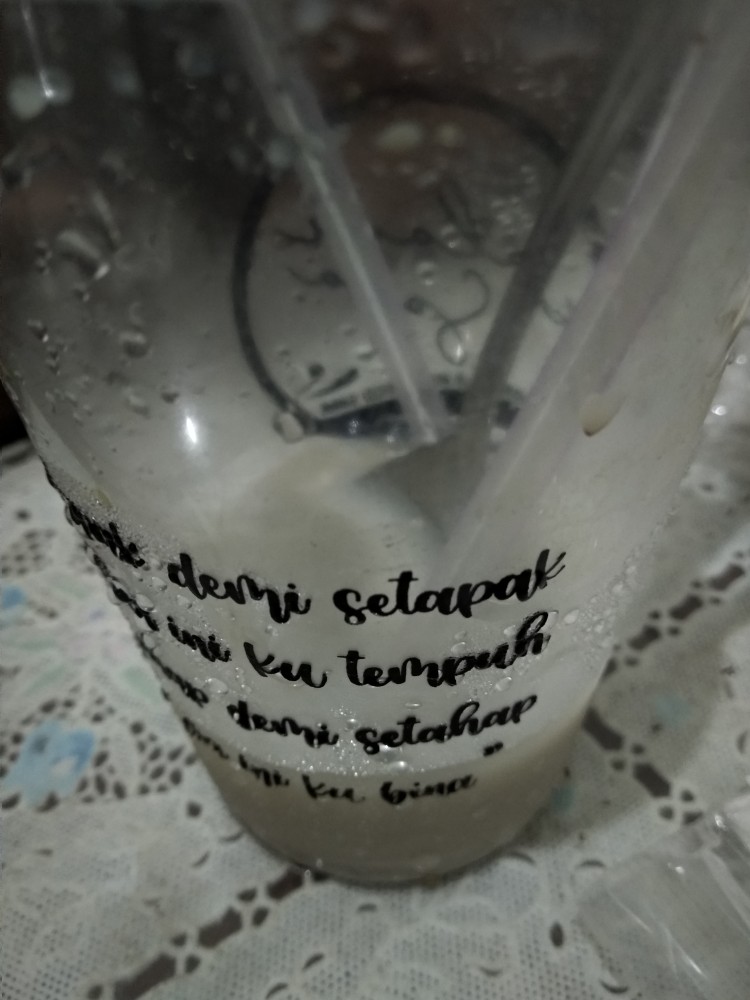 demi setapak
ini ku tempuh
demi setahap
ini ku bina"